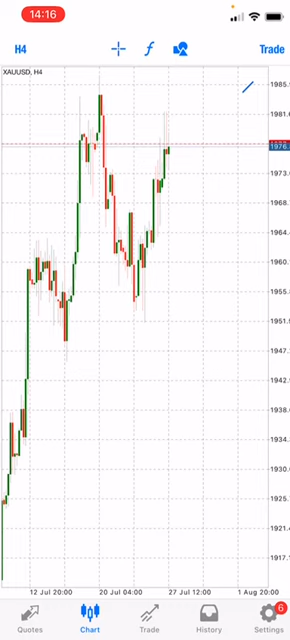 14:16
H4
f
Trade
XAUUSD, H4
1985.
1981.
1976.
1973.
1968.
1964.
1960.
1955.
1951.
1947.
1942.
1938.
1934.
1930.
1925.
1921.
1917.
12 Jul 20:00
20 Jul 04:00
27 Jul 12:00
1 Aug 20:00
6
Quotes
Chart
Trade
History
Settings